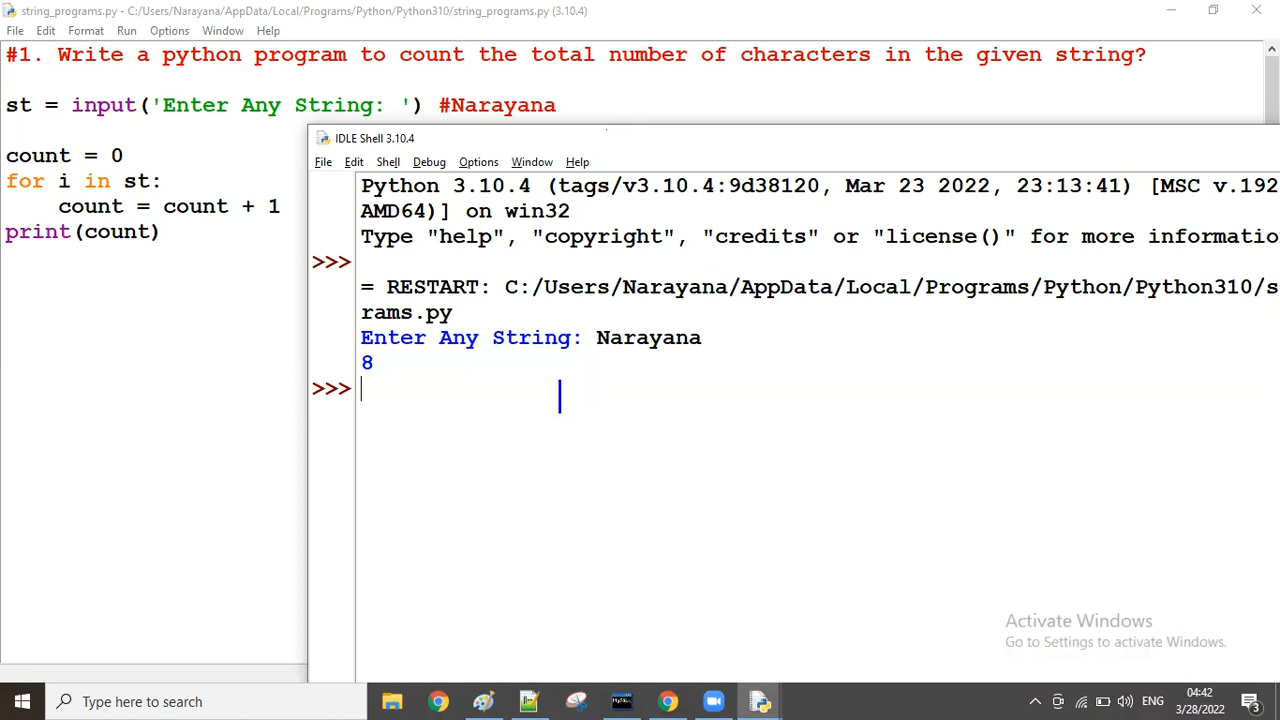 string_programs.py - C:/Users/Narayana/AppData/Local/Programs/Python/Python310/string_programs.py (3.10.4)
File Edit Format Run Options Window Help
#1. Write a python program to count the total number of characters in the given string?
st = input('Enter Any String: ') #Narayana
count = 0
for i in st:
    count = count + 1
print(count)
IDLE Shell 3.10.4
File Edit Shell Debug Options Window Help
Python 3.10.4 (tags/v3.10.4:9d38120, Mar 23 2022, 23:13:41) [MSC v.192
AMD64)] on win32
Type "help", "copyright", "credits" or "license()" for more informatio
>>>
= RESTART: C:/Users/Narayana/AppData/Local/Programs/Python/Python310/s
rams.py
Enter Any String: Narayana
8
>>>
Activate Windows
Go to Settings to activate Windows.
Type here to search
ENG
04:42
3/28/2022
3